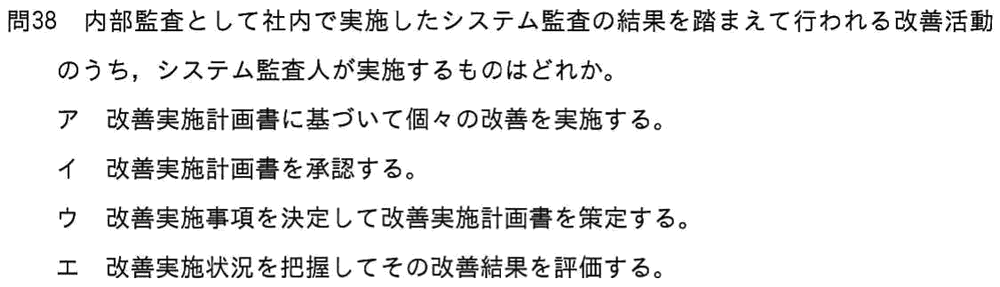 問38　内部監査として社内で実施したシステム監査の結果を踏まえて行われる改善活動
のうち，システム監査人が実施するものはどれか。
ア　改善実施計画書に基づいて個々の改善を実施する。
イ　改善実施計画書を承認する。
ウ　改善実施事項を決定して改善実施計画書を策定する。
エ　改善実施状況を把握してその改善結果を評価する。